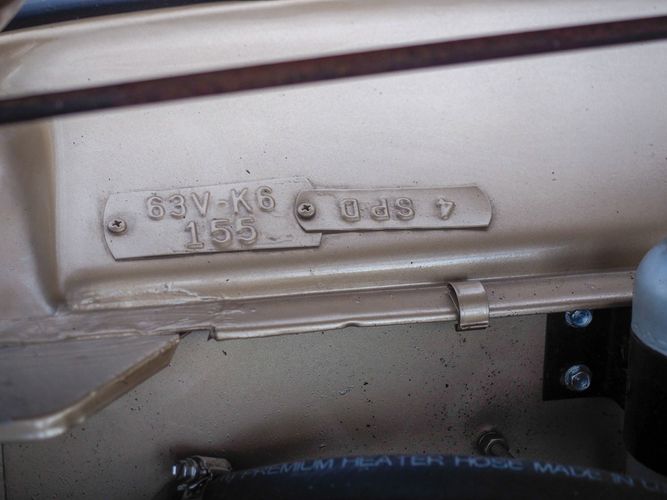 63V-K6
155
4 SPD
PREMIUM HEATER HOSE MADE IN